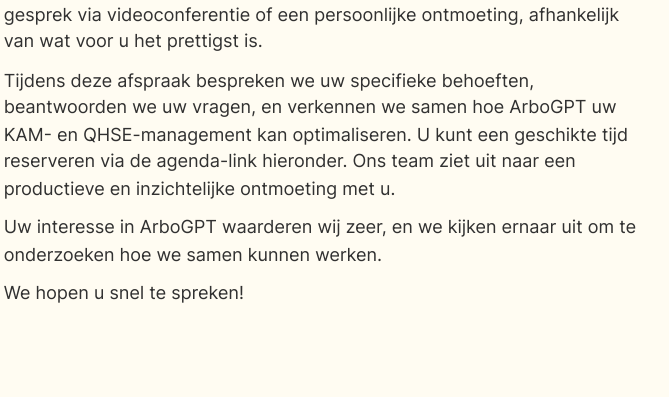 gesprek via videoconferentie of een persoonlijke ontmoeting, afhankelijk
van wat voor u het prettigst is.
Tijdens deze afspraak bespreken we uw specifieke behoeften,
beantwoorden we uw vragen, en verkennen we samen hoe ArboGPT uw
KAM- en QHSE-management kan optimaliseren. U kunt een geschikte tijd
reserveren via de agenda-link hieronder. Ons team ziet uit naar een
productieve en inzichtelijke ontmoeting met u.
Uw interesse in ArboGPT waarderen wij zeer, en we kijken ernaar uit om te
onderzoeken hoe we samen kunnen werken.
We hopen u snel te spreken!